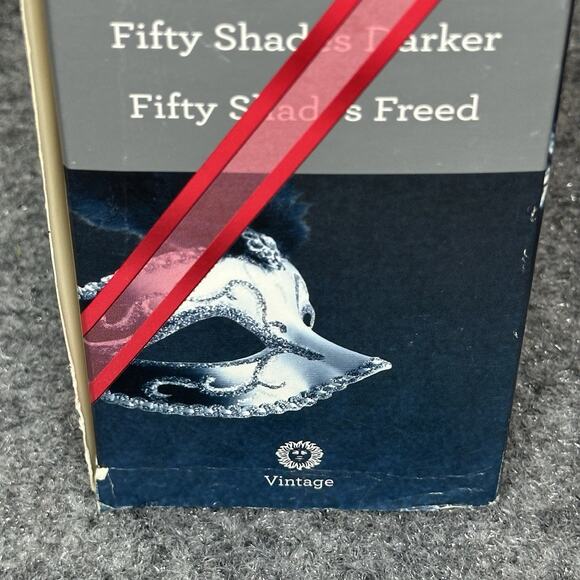 Fifty Shades Darker
Fifty Shades Freed
Vintage